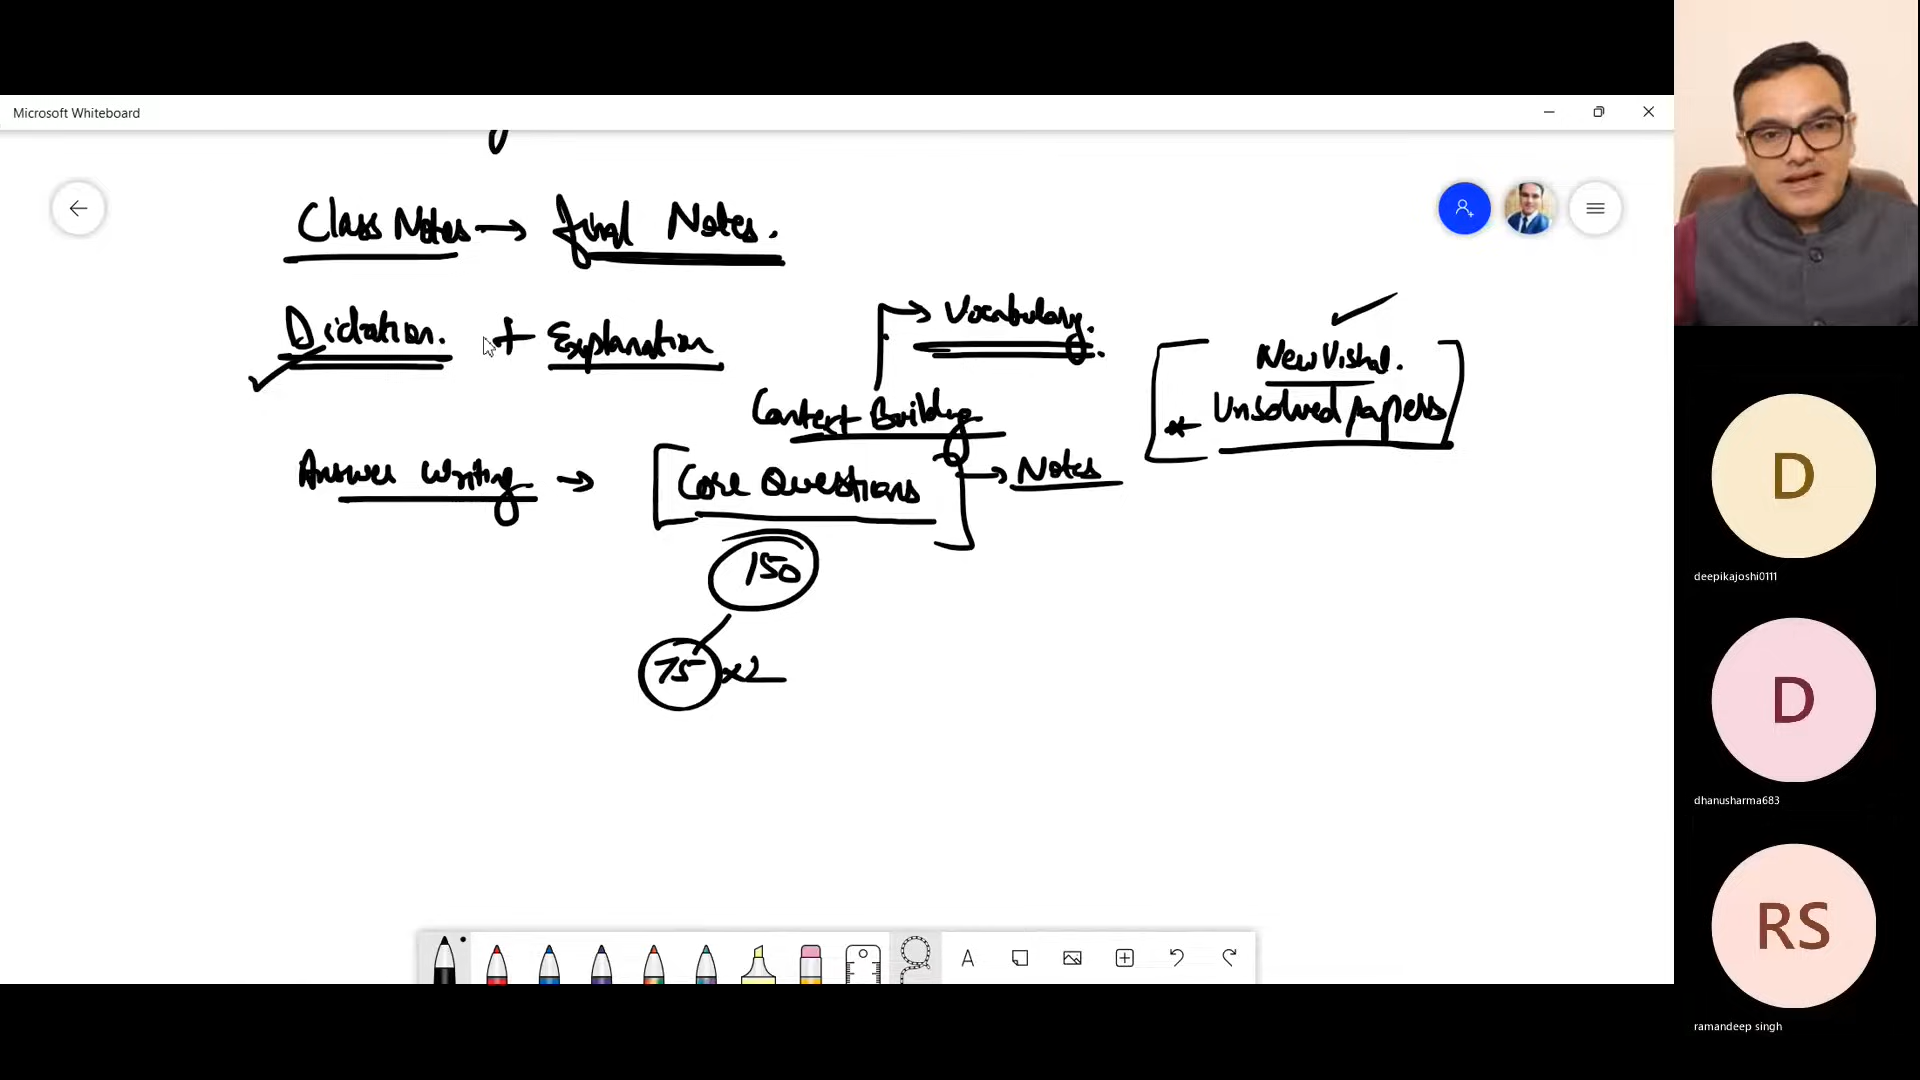 Microsoft Whiteboard
Class Notes → final Notes.
Dictation. + Explanation
→ Vocabulary.
New Vishal.
* Unsolved papers
Context Building
Answer Writing → [Core Questions] → Notes
150
75 x2
D
deepikajoshi0111
D
dhanusharma683
RS
ramandeep singh